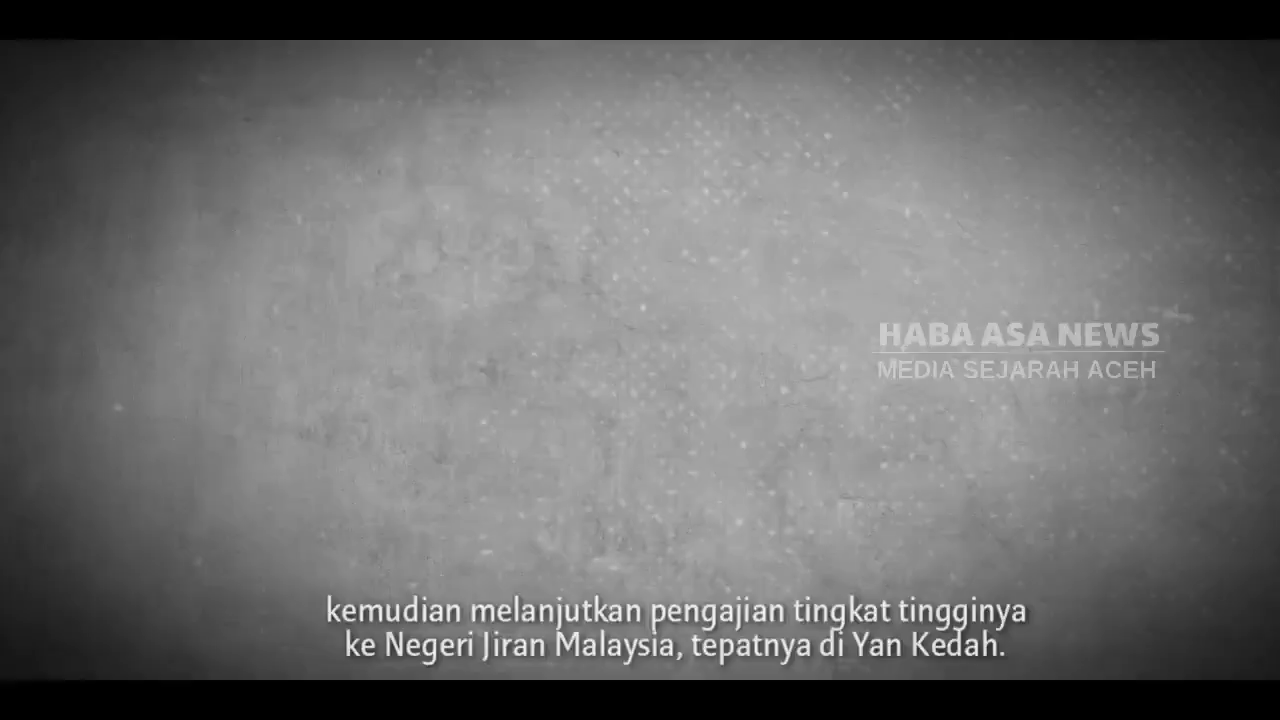 HABA ASA NEWS
MEDIA SEJARAH ACEH
kemudian melanjutkan pengajian tingkat tingginya
ke Negeri Jiran Malaysia, tepatnya di Yan Kedah.